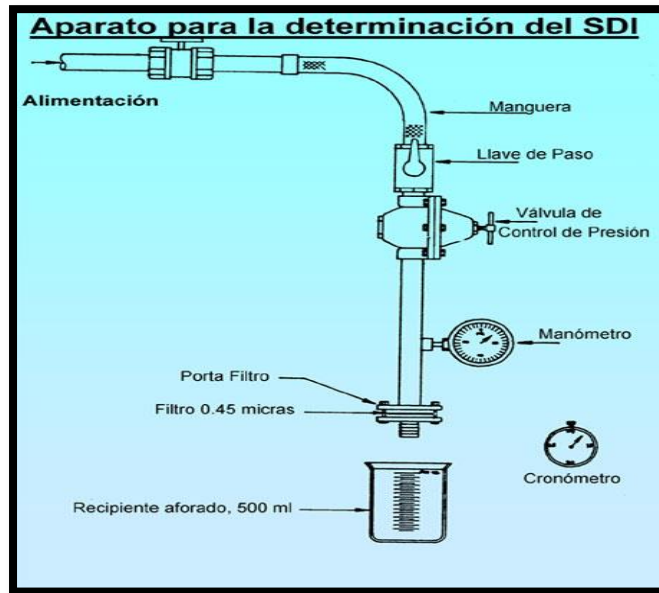 Aparato para la determinación del SDI
Alimentación
Manguera
Llave de Paso
Válvula de
Control de Presión
Manómetro
Porta Filtro
Filtro 0.45 micras
Cronómetro
Recipiente aforado, 500 ml